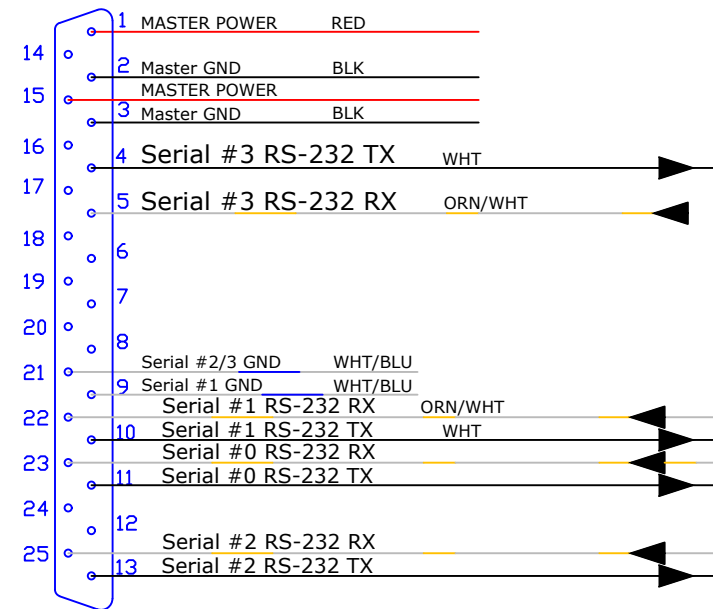 1 MASTER POWER RED
14
2 Master GND BLK
15 MASTER POWER
3 Master GND BLK
16
4 Serial #3 RS-232 TX WHT
17
5 Serial #3 RS-232 RX ORN/WHT
18
6
19
7
20
8
21 Serial #2/3 GND WHT/BLU
9 Serial #1 GND WHT/BLU
22 Serial #1 RS-232 RX ORN/WHT
10 Serial #1 RS-232 TX WHT
23 Serial #0 RS-232 RX
11 Serial #0 RS-232 TX
24
12
25 Serial #2 RS-232 RX
13 Serial #2 RS-232 TX